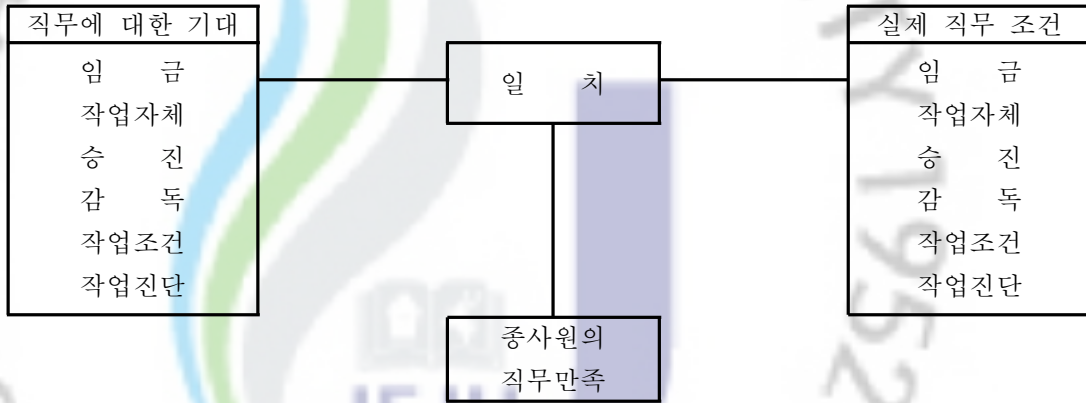 직무에 대한 기대
임 금
작업자체
승 진
감 독
작업조건
작업진단
일 치
종사원의
직무만족
실제 직무 조건
임 금
작업자체
승 진
감 독
작업조건
작업진단
1952